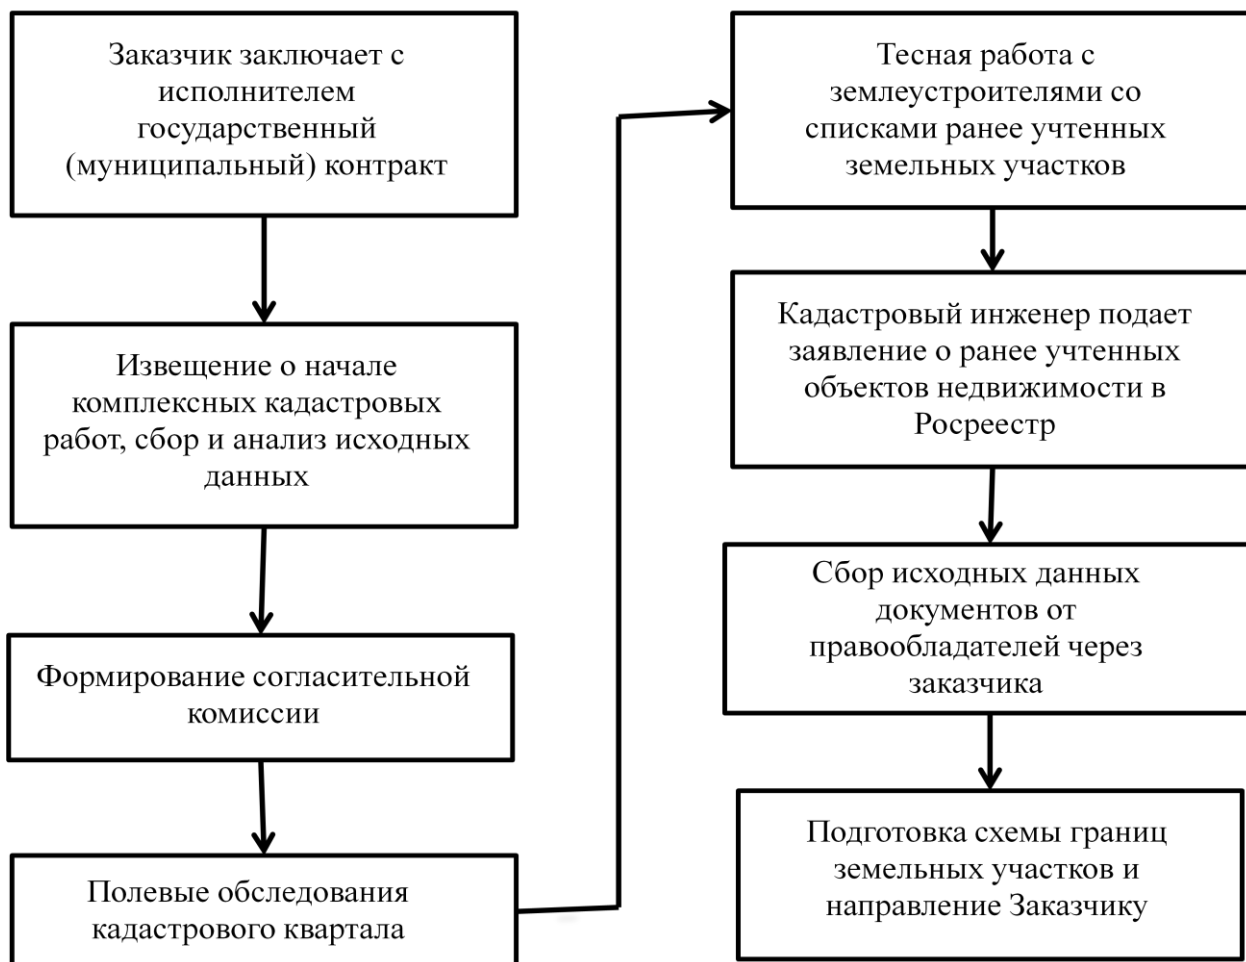 Заказчик заключает с
исполнителем
государственный
(муниципальный) контракт
Извещение о начале
комплексных кадастровых
работ, сбор и анализ исходных
данных
Формирование согласительной
комиссии
Полевые обследования
кадастрового квартала
Тесная работа с
землеустроителями со
списками ранее учтенных
земельных участков
Кадастровый инженер подает
заявление о ранее учтенных
объектов недвижимости в
Росреестр
Сбор исходных данных
документов от
правообладателей через
заказчика
Подготовка схемы границ
земельных участков и
направление Заказчику